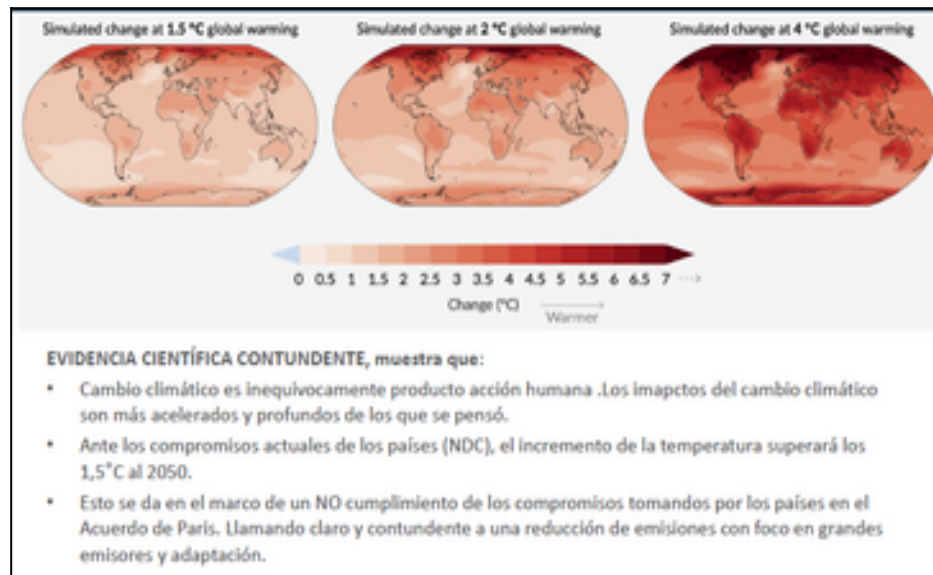 Simulated change at 1.5 °C global warming
Simulated change at 2 °C global warming
Simulated change at 4 °C global warming
0 0.5 1 1.5 2 2.5 3 3.5 4 4.5 5 5.5 6 6.5 7
Change (°C)
Warmer
EVIDENCIA CIENTÍFICA CONTUNDENTE, muestra que:
• Cambio climático es inequivocamente producto acción humana .Los imapctos del cambio climático
son más acelerados y profundos de los que se pensó.
• Ante los compromisos actuales de los países (NDC), el incremento de la temperatura superará los
1,5°C al 2050.
• Esto se da en el marco de un NO cumplimiento de los compromisos tomandos por los países en el
Acuerdo de Paris. Llamando claro y contundente a una reducción de emisiones con foco en grandes
emisores y adaptación.